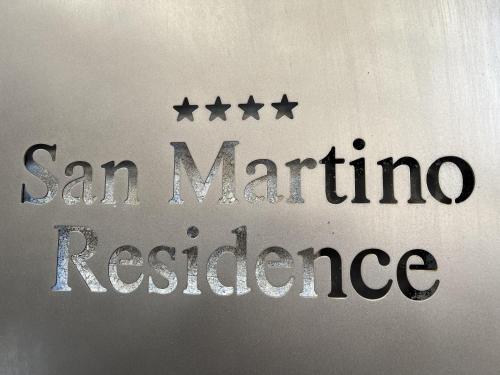 ★★★★
San Martino
Residence